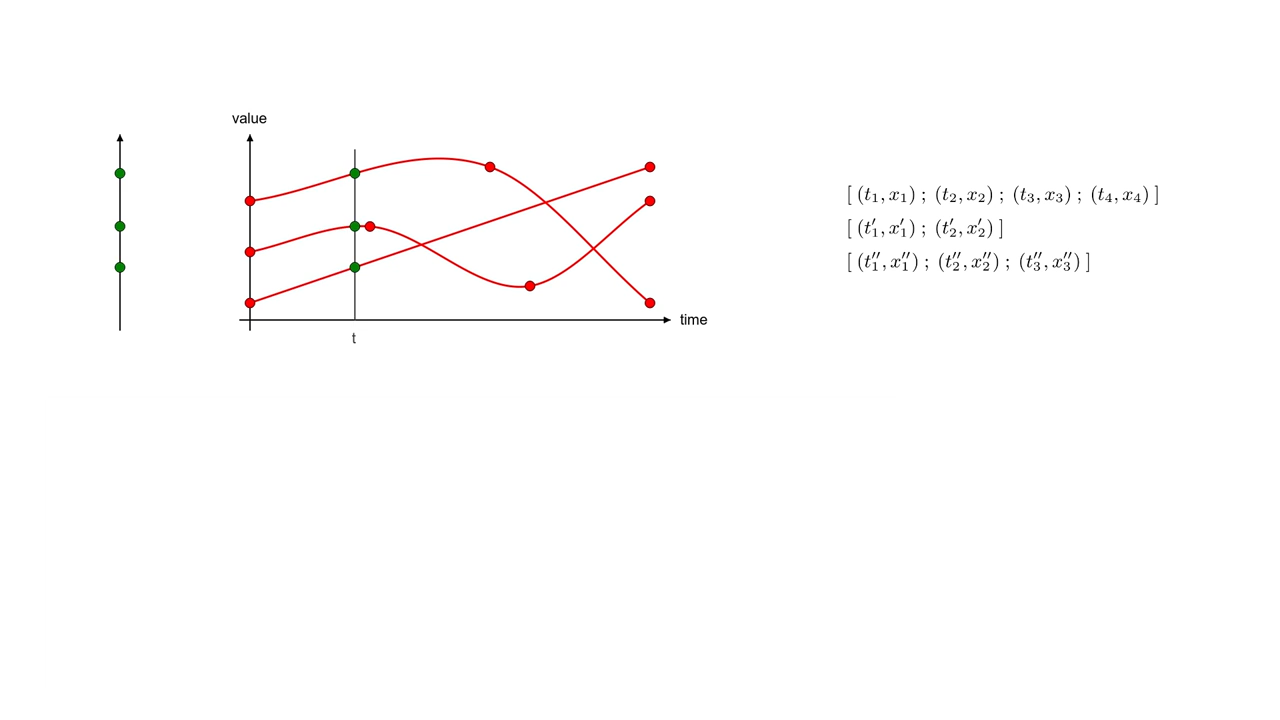 value
time
t
[ (t₁, x₁) ; (t₂, x₂) ; (t₃, x₃) ; (t₄, x₄) ]
[ (t′₁, x′₁) ; (t′₂, x′₂) ]
[ (t″₁, x″₁) ; (t″₂, x″₂) ; (t″₃, x″₃) ]